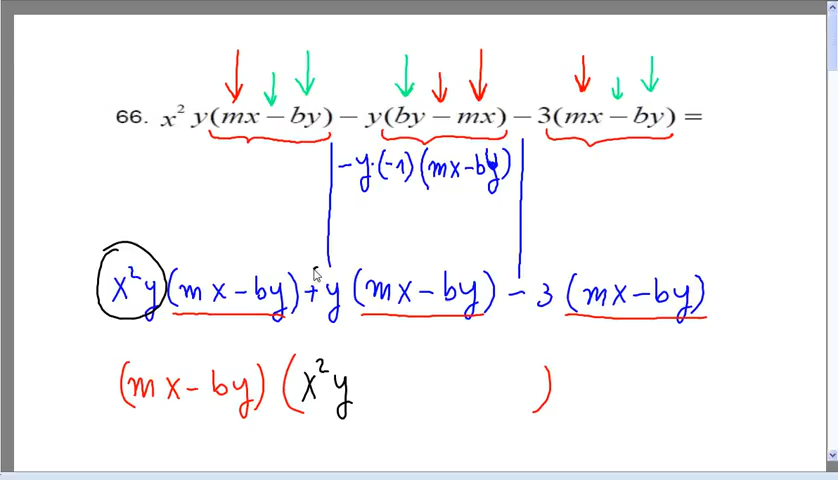 66. x² y(mx − by) − y(by − mx) − 3(mx − by) =
−y·(−1)(mx−by)
x²y(mx−by)+y(mx−by)−3(mx−by)
(mx−by)(x²y )